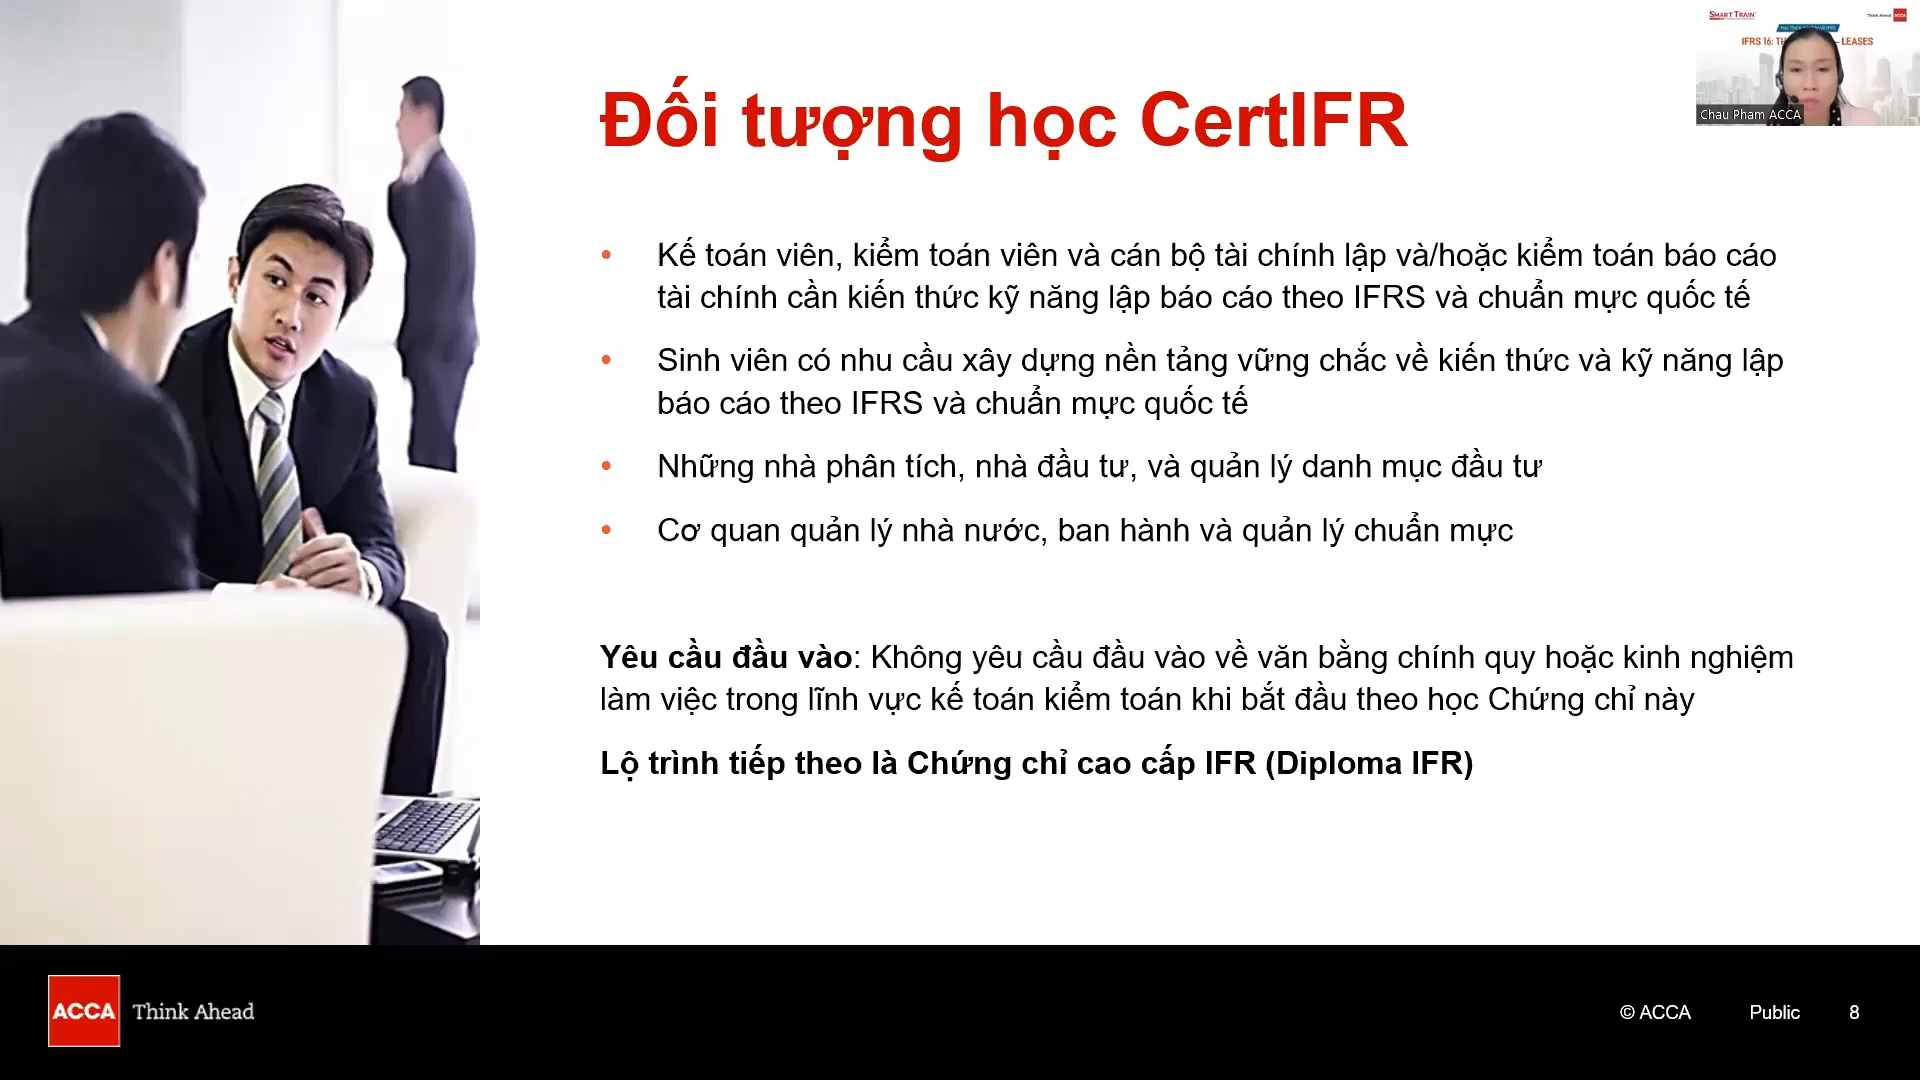 Đối tượng học CertIFR
SMART TRAIN
Think Ahead ACCA
IFRS 16: – LEASES
Chau Pham ACCA
• Kế toán viên, kiểm toán viên và cán bộ tài chính lập và/hoặc kiểm toán báo cáo
tài chính cần kiến thức kỹ năng lập báo cáo theo IFRS và chuẩn mực quốc tế
• Sinh viên có nhu cầu xây dựng nền tảng vững chắc về kiến thức và kỹ năng lập
báo cáo theo IFRS và chuẩn mực quốc tế
• Những nhà phân tích, nhà đầu tư, và quản lý danh mục đầu tư
• Cơ quan quản lý nhà nước, ban hành và quản lý chuẩn mực
Yêu cầu đầu vào: Không yêu cầu đầu vào về văn bằng chính quy hoặc kinh nghiệm
làm việc trong lĩnh vực kế toán kiểm toán khi bắt đầu theo học Chứng chỉ này
Lộ trình tiếp theo là Chứng chỉ cao cấp IFR (Diploma IFR)
ACCA Think Ahead
© ACCA Public 8